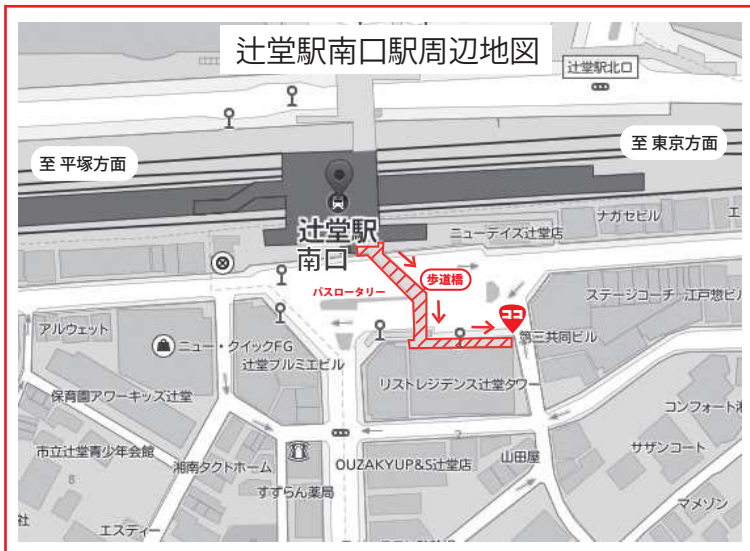 辻堂駅南口駅周辺地図
辻堂駅北口
至 平塚方面
至 東京方面
ナガセビル
辻堂駅
南口
ニューデイズ辻堂店
歩道橋
バスロータリー
ステージコーチ
江戸惣ビル
ココ
第三共同ビル
アルウェット
ニュー・クイックFG
辻堂プルミエビル
リストレジデンス辻堂タワー
保育園アワーキッズ辻堂
コンフォート湘
市立辻堂青少年会館
湘南タクトホーム
OUZAKYUP&S辻堂店
山田屋
サザンコート
8
すずらん薬局
マメゾン
社
エスティー